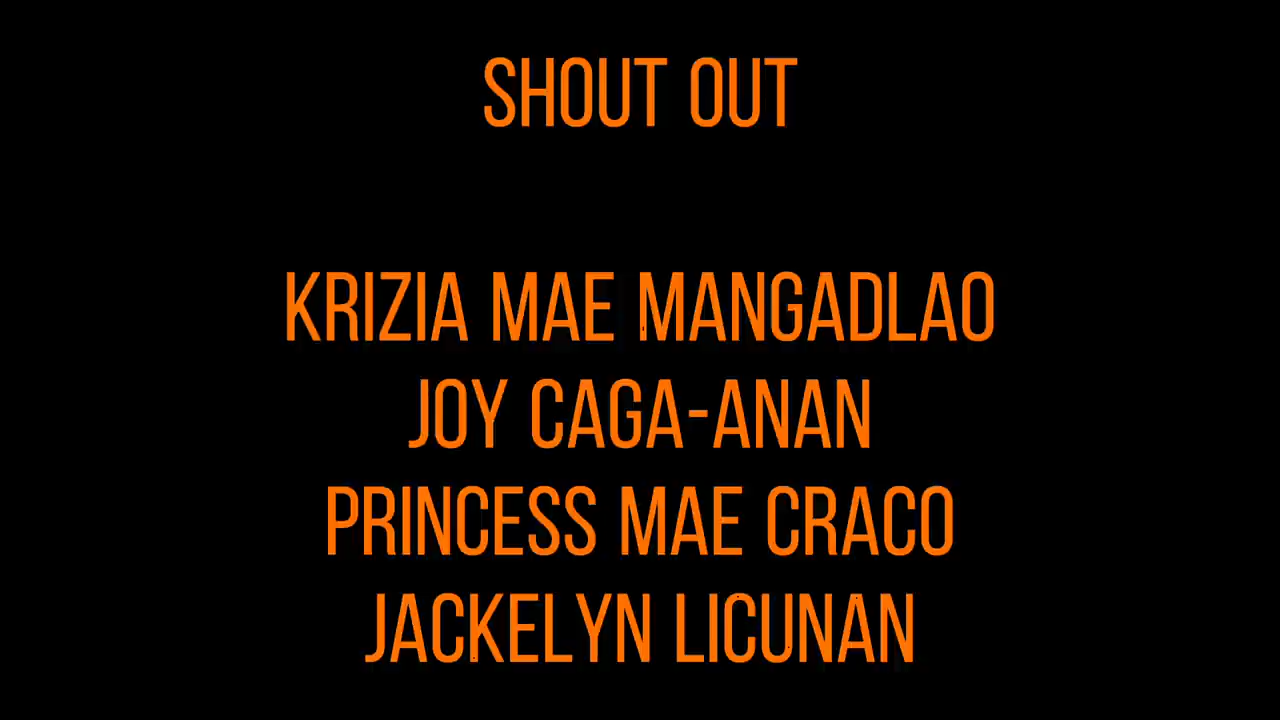 SHOUT OUT
KRIZIA MAE MANGADLAO
JOY CAGA-ANAN
PRINCESS MAE CRACO
JACKELYN LICUNAN